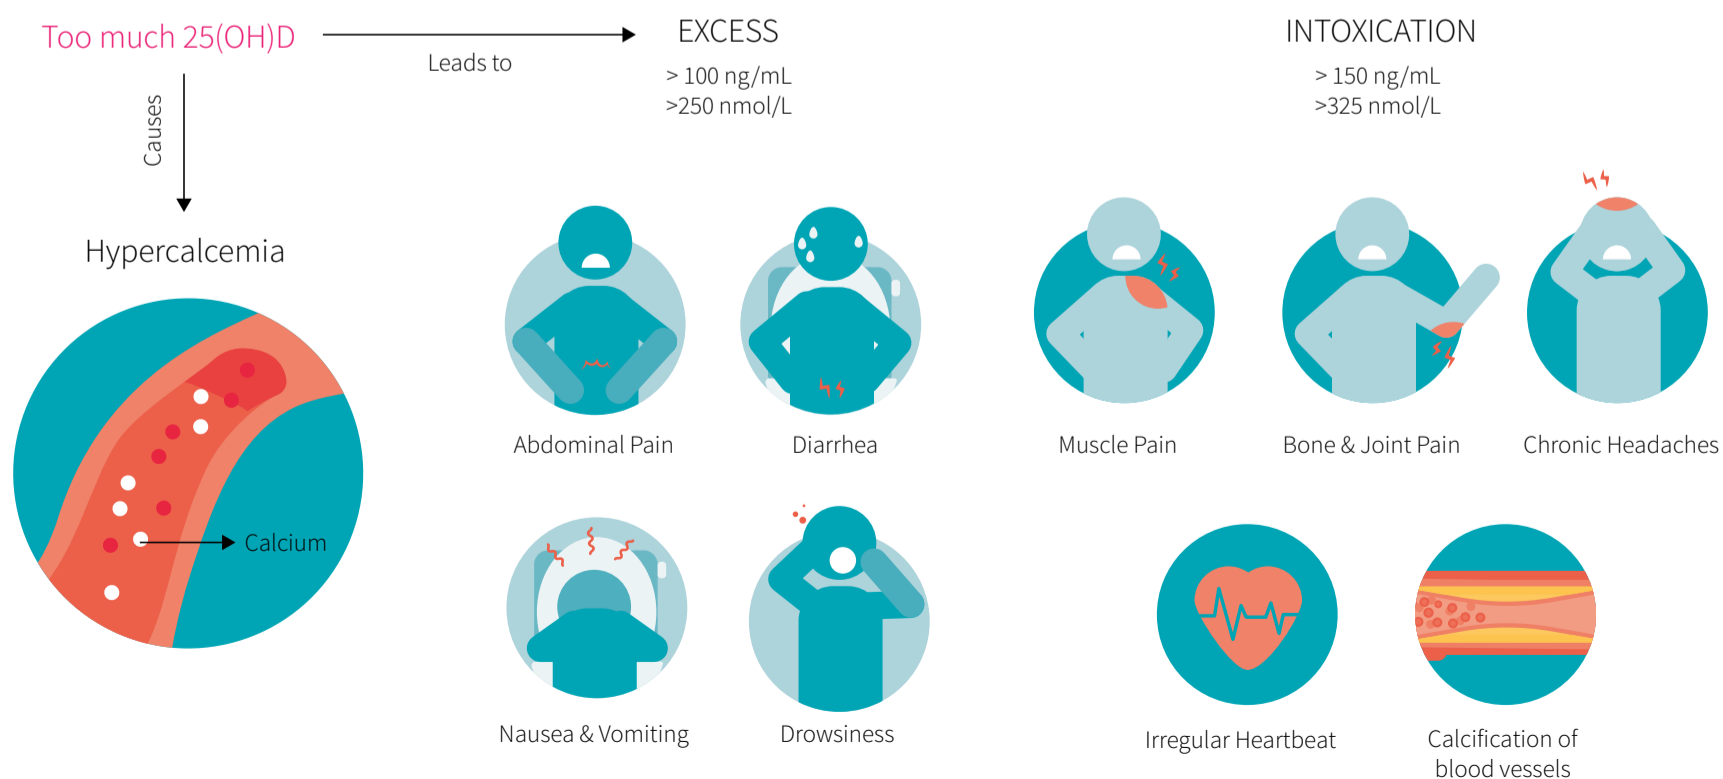 Too much 25(OH)D
Leads to
EXCESS
> 100 ng/mL
>250 nmol/L
INTOXICATION
> 150 ng/mL
>325 nmol/L
Causes
Hypercalcemia
Calcium
Abdominal Pain
Diarrhea
Muscle Pain
Bone & Joint Pain
Chronic Headaches
Nausea & Vomiting
Drowsiness
Irregular Heartbeat
Calcification of
blood vessels